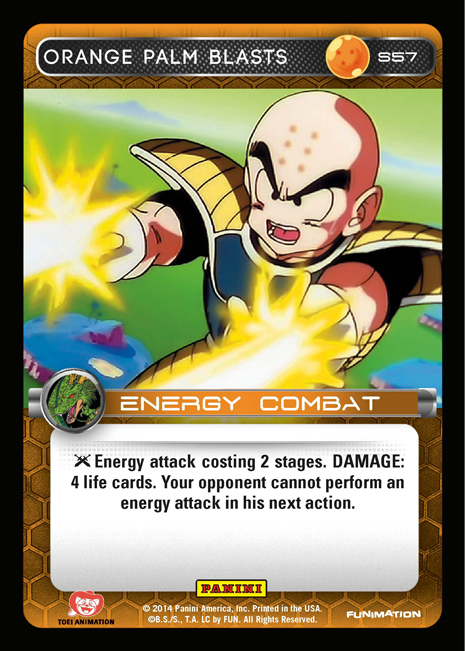 ORANGE PALM BLASTS S57
ENERGY COMBAT
Energy attack costing 2 stages. DAMAGE:
4 life cards. Your opponent cannot perform an
energy attack in his next action.
PANINI
TOEI ANIMATION
© 2014 Panini America, Inc. Printed in the USA.
©B.S./S., T.A. LC by FUN. All Rights Reserved.
FUNIMATION